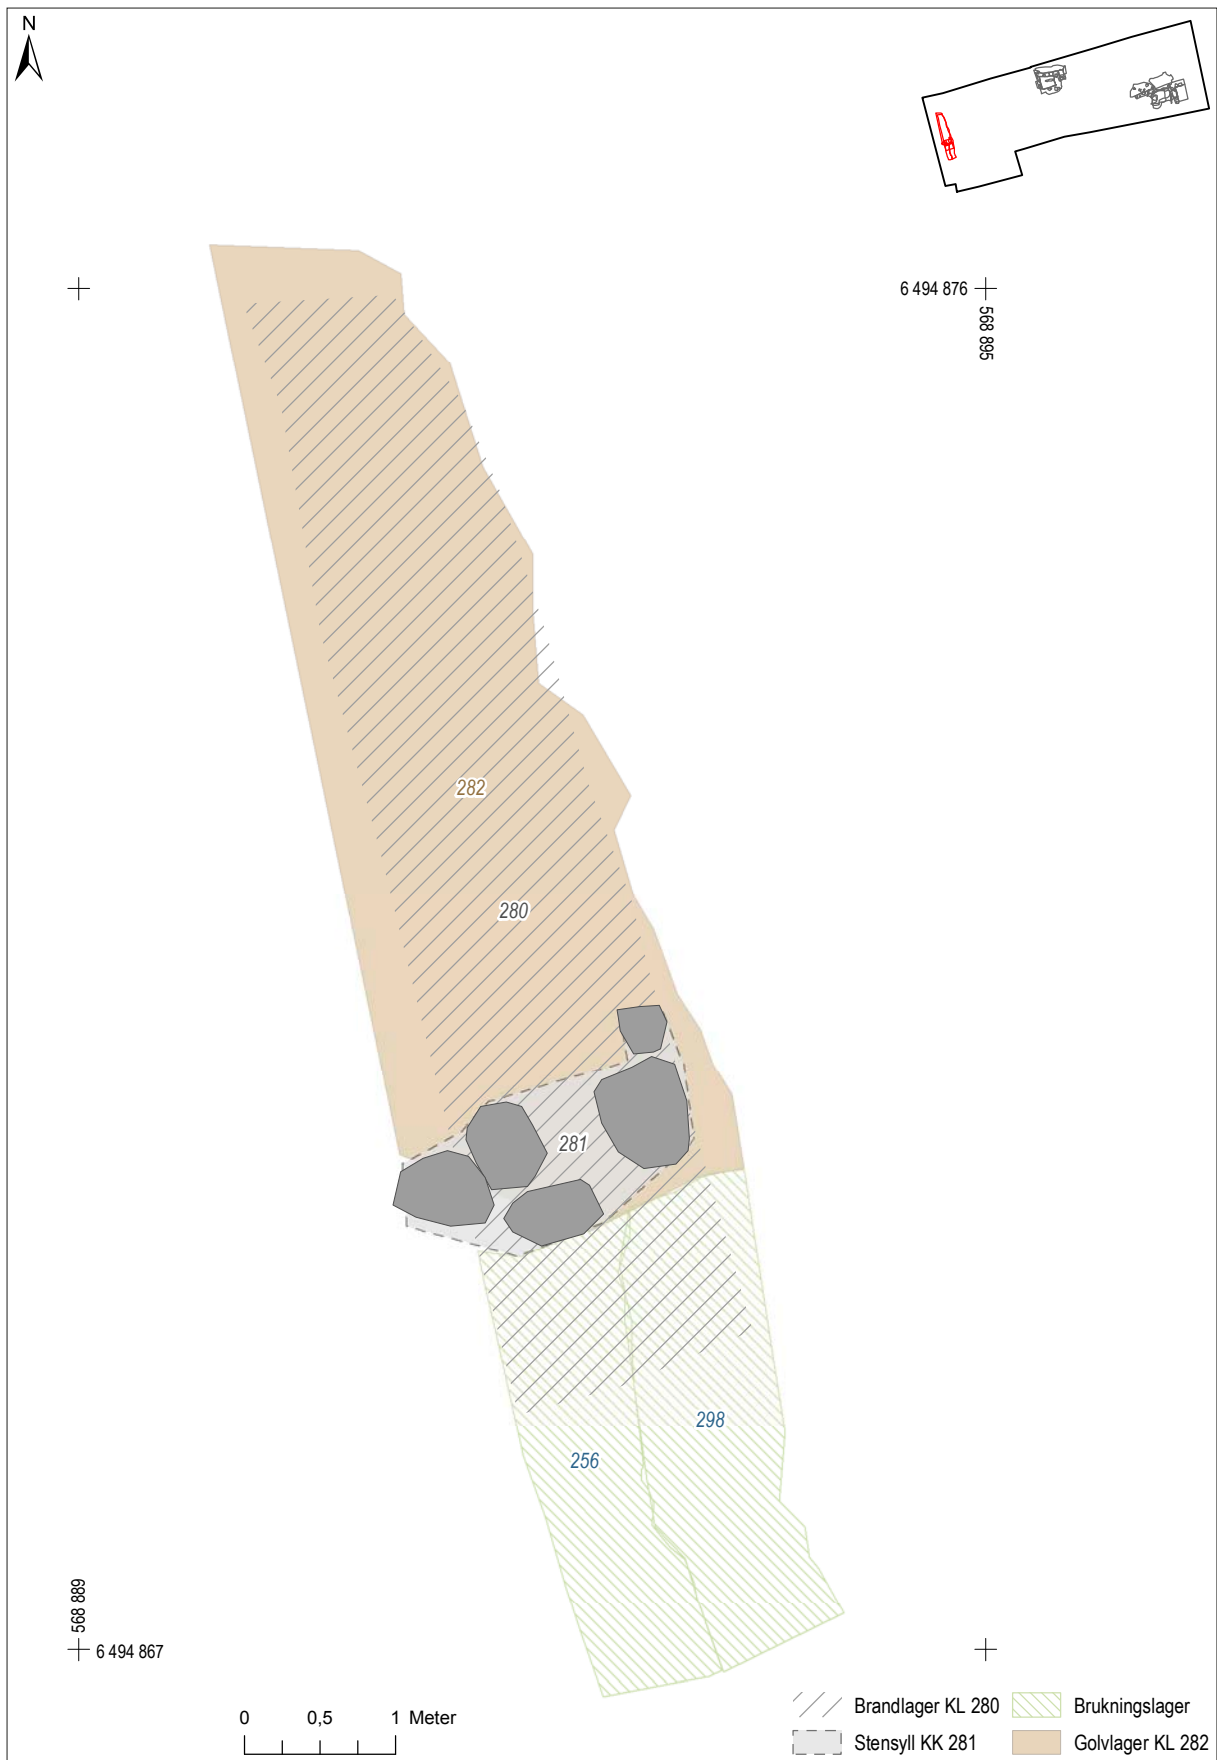 N
6 494 876
568 895
282
280
281
298
256
568 889
6 494 867
0 0,5 1 Meter
Brandlager KL 280
Brukningslager
Stensyll KK 281
Golvlager KL 282